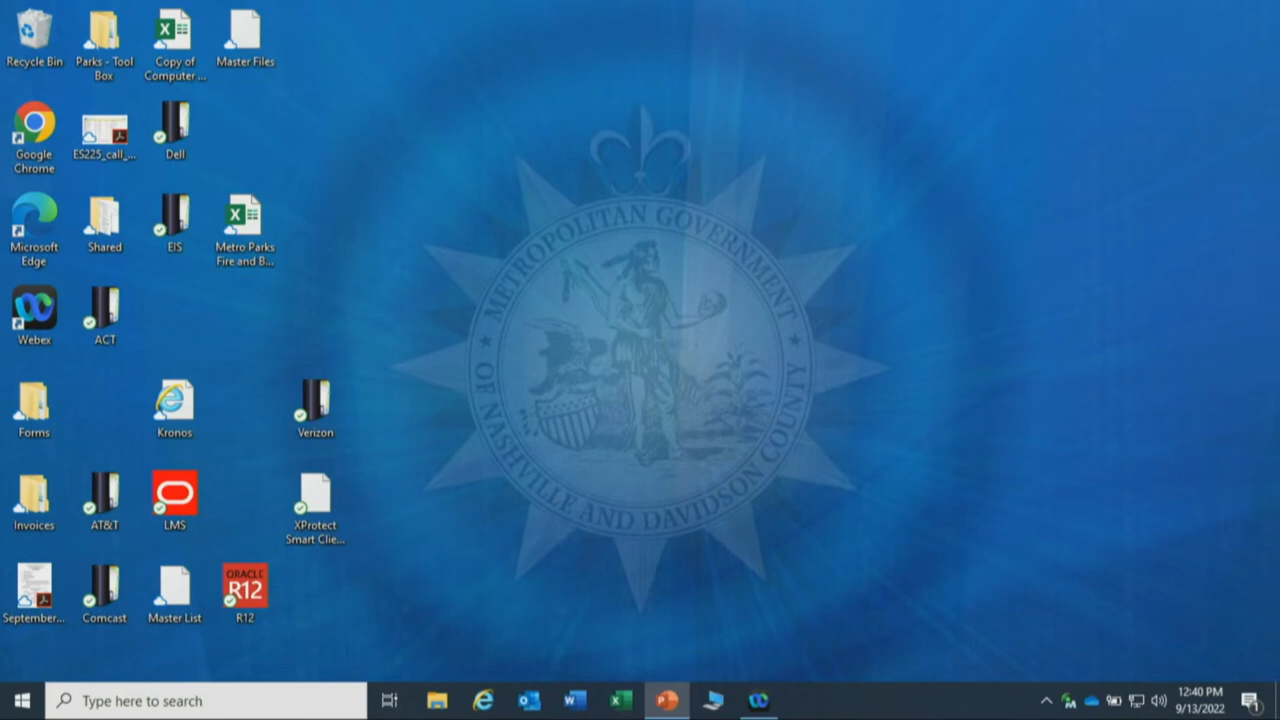 Recycle Bin
Parks - Tool
Box
Copy of
Computer ...
Master Files
Google
Chrome
ES225_call_...
Dell
Microsoft
Edge
Shared
EIS
Metro Parks
Fire and B...
Webex
ACT
Forms
Kronos
Verizon
Invoices
AT&T
LMS
XProtect
Smart Clie...
September...
Comcast
Master List
ORACLE
R12
R12
METROPOLITAN GOVERNMENT
OF NASHVILLE AND DAVIDSON COUNTY
Type here to search
12:40 PM
9/13/2022
1